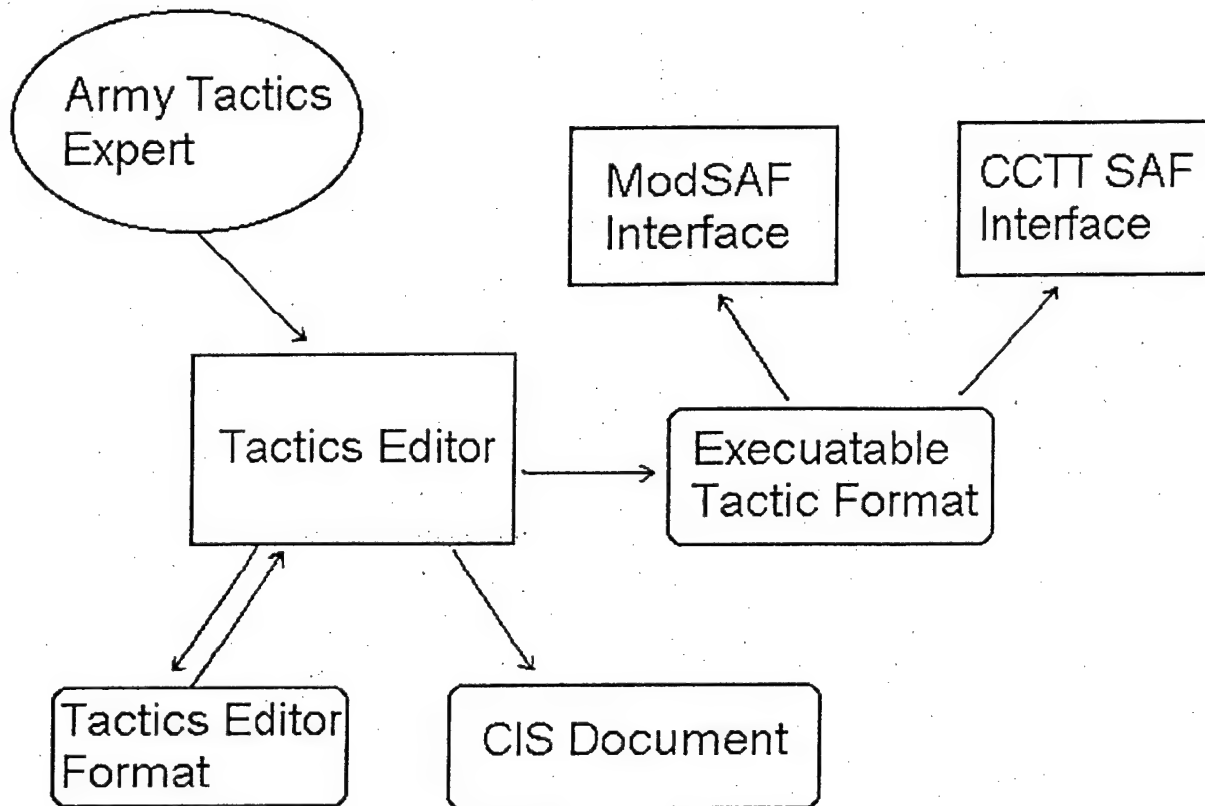 Army Tactics
Expert
ModSAF
Interface
CCTT SAF
Interface
Tactics Editor
Execuatable
Tactic Format
Tactics Editor
Format
CIS Document